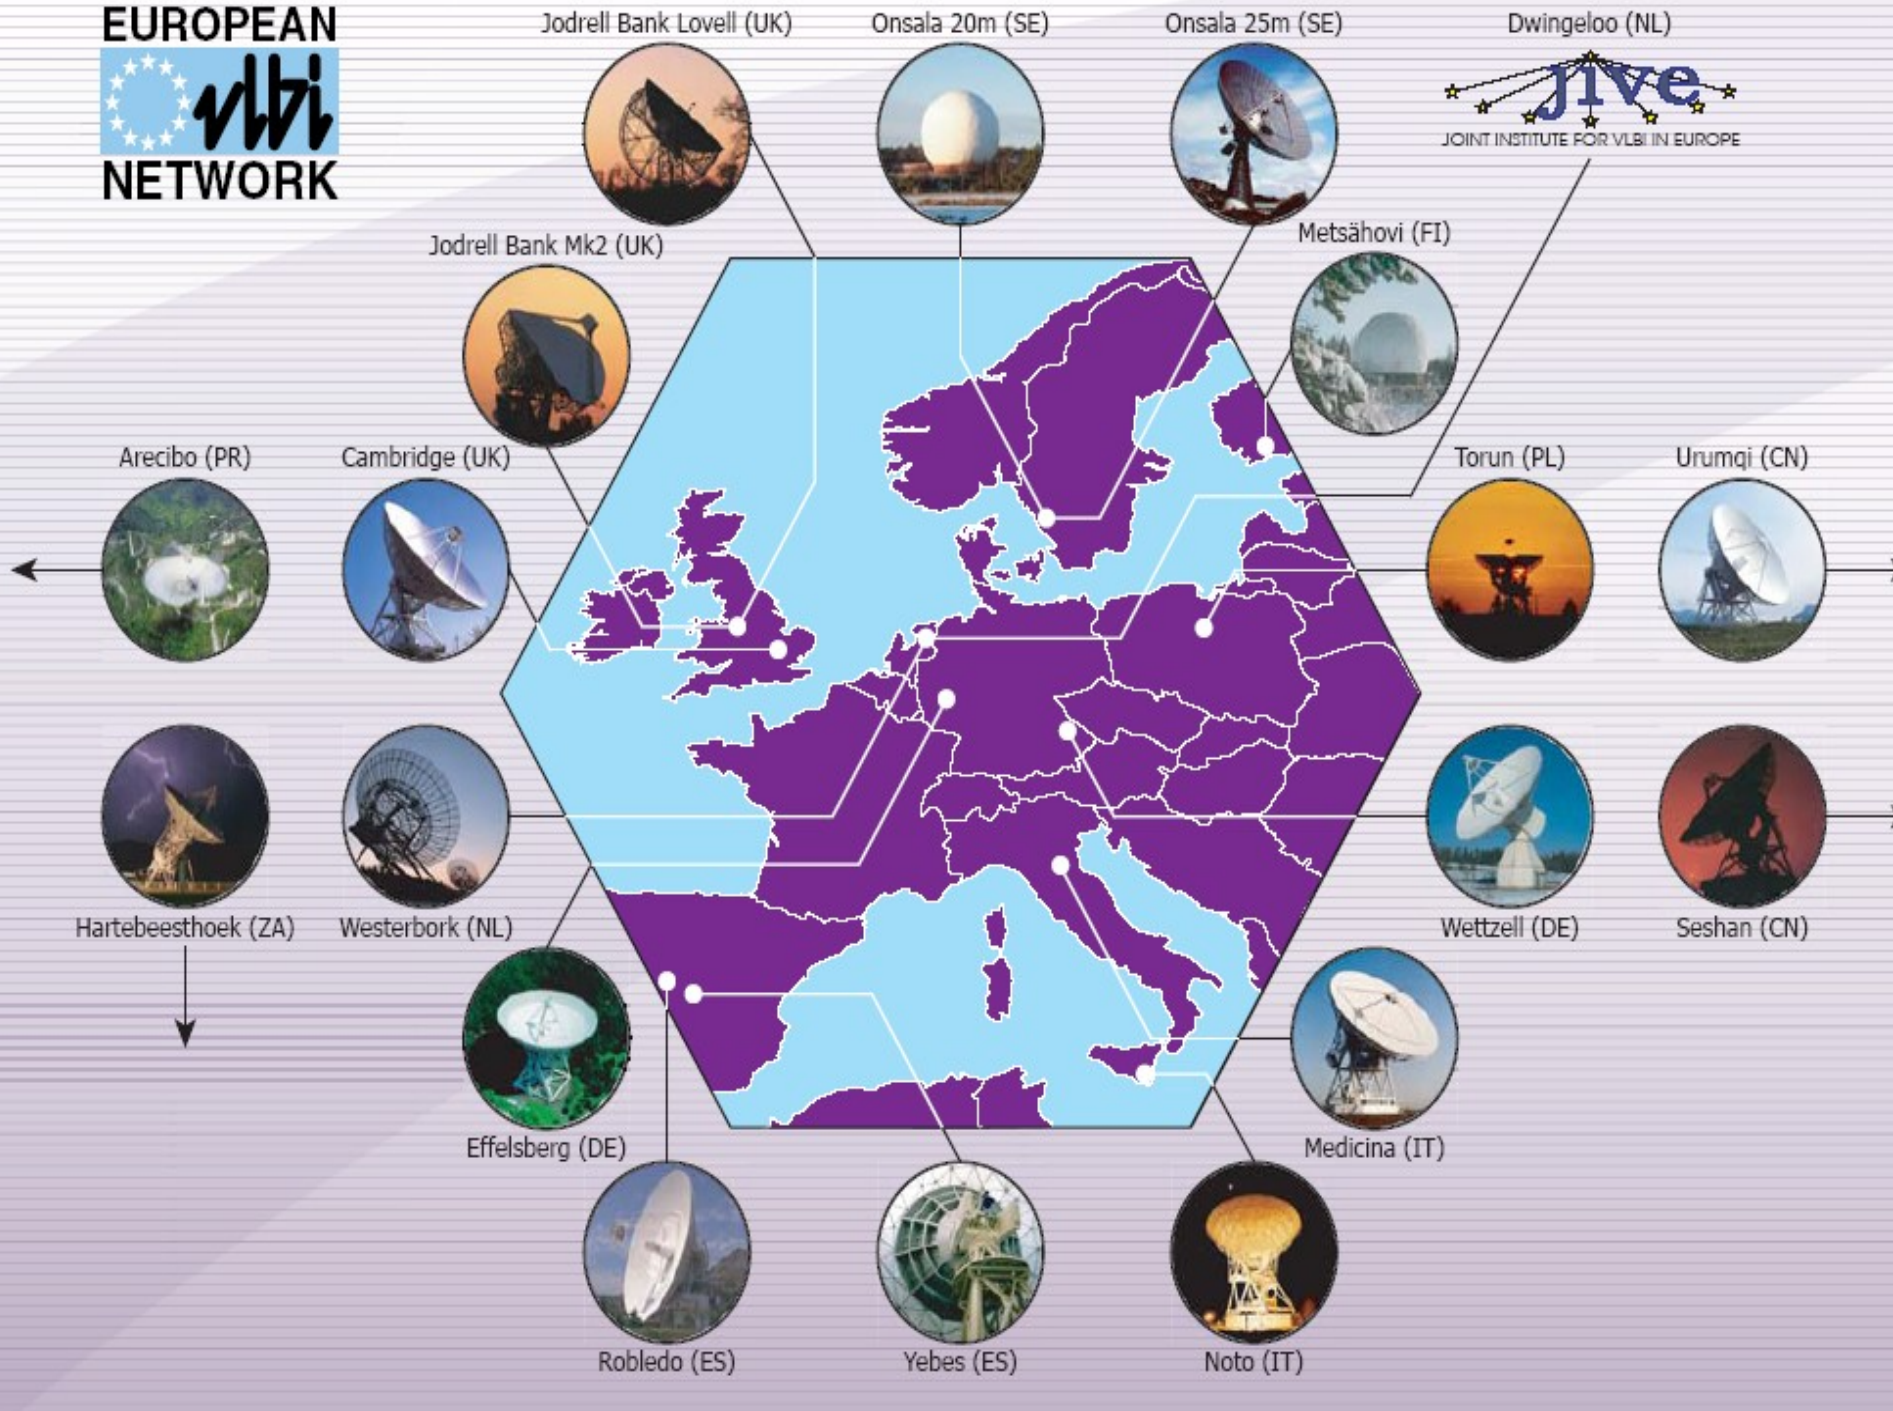 EUROPEAN
vlbi
NETWORK
Jodrell Bank Lovell (UK)
Onsala 20m (SE)
Onsala 25m (SE)
Dwingeloo (NL)
jive
JOINT INSTITUTE FOR VLBI IN EUROPE
Jodrell Bank Mk2 (UK)
Metsähovi (FI)
Arecibo (PR)
Cambridge (UK)
Torun (PL)
Urumqi (CN)
Hartebeesthoek (ZA)
Westerbork (NL)
Wettzell (DE)
Seshan (CN)
Effelsberg (DE)
Medicina (IT)
Robledo (ES)
Yebes (ES)
Noto (IT)